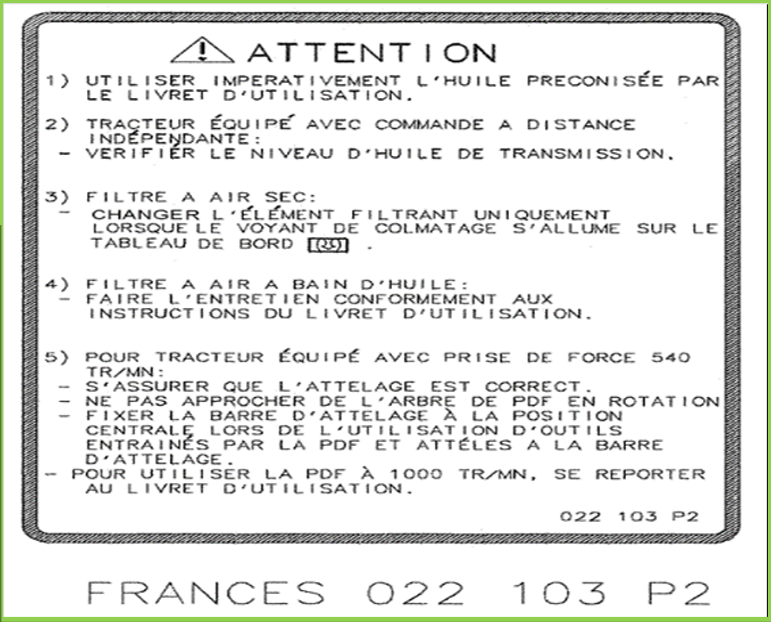 ATTENTION
1) UTILISER IMPERATIVEMENT L'HUILE PRECONISÉE PAR
LE LIVRET D'UTILISATION.
2) TRACTEUR ÉQUIPÉ AVEC COMMANDE A DISTANCE
INDÉPENDANTE:
- VERIFIÉR LE NIVEAU D'HUILE DE TRANSMISSION.
3) FILTRE A AIR SEC:
- CHANGER L'ÉLÉMENT FILTRANT UNIQUEMENT
LORSQUE LE VOYANT DE COLMATAGE S'ALLUME SUR LE
TABLEAU DE BORD .
4) FILTRE A AIR A BAIN D'HUILE:
- FAIRE L'ENTRETIEN CONFORMEMENT AUX
INSTRUCTIONS DU LIVRET D'UTILISATION.
5) POUR TRACTEUR ÉQUIPÉ AVEC PRISE DE FORCE 540
TR/MN:
- S'ASSURER QUE L'ATTELAGE EST CORRECT.
- NE PAS APPROCHER DE L'ARBRE DE PDF EN ROTATION
- FIXER LA BARRE D'ATTELAGE À LA POSITION
CENTRALE LORS DE L'UTILISATION D'OUTILS
ENTRAINÉS PAR LA PDF ET ATTÉLES A LA BARRE
D'ATTELAGE.
- POUR UTILISER LA PDF À 1000 TR/MN, SE REPORTER
AU LIVRET D'UTILISATION.
022 103 P2
FRANCES 022 103 P2